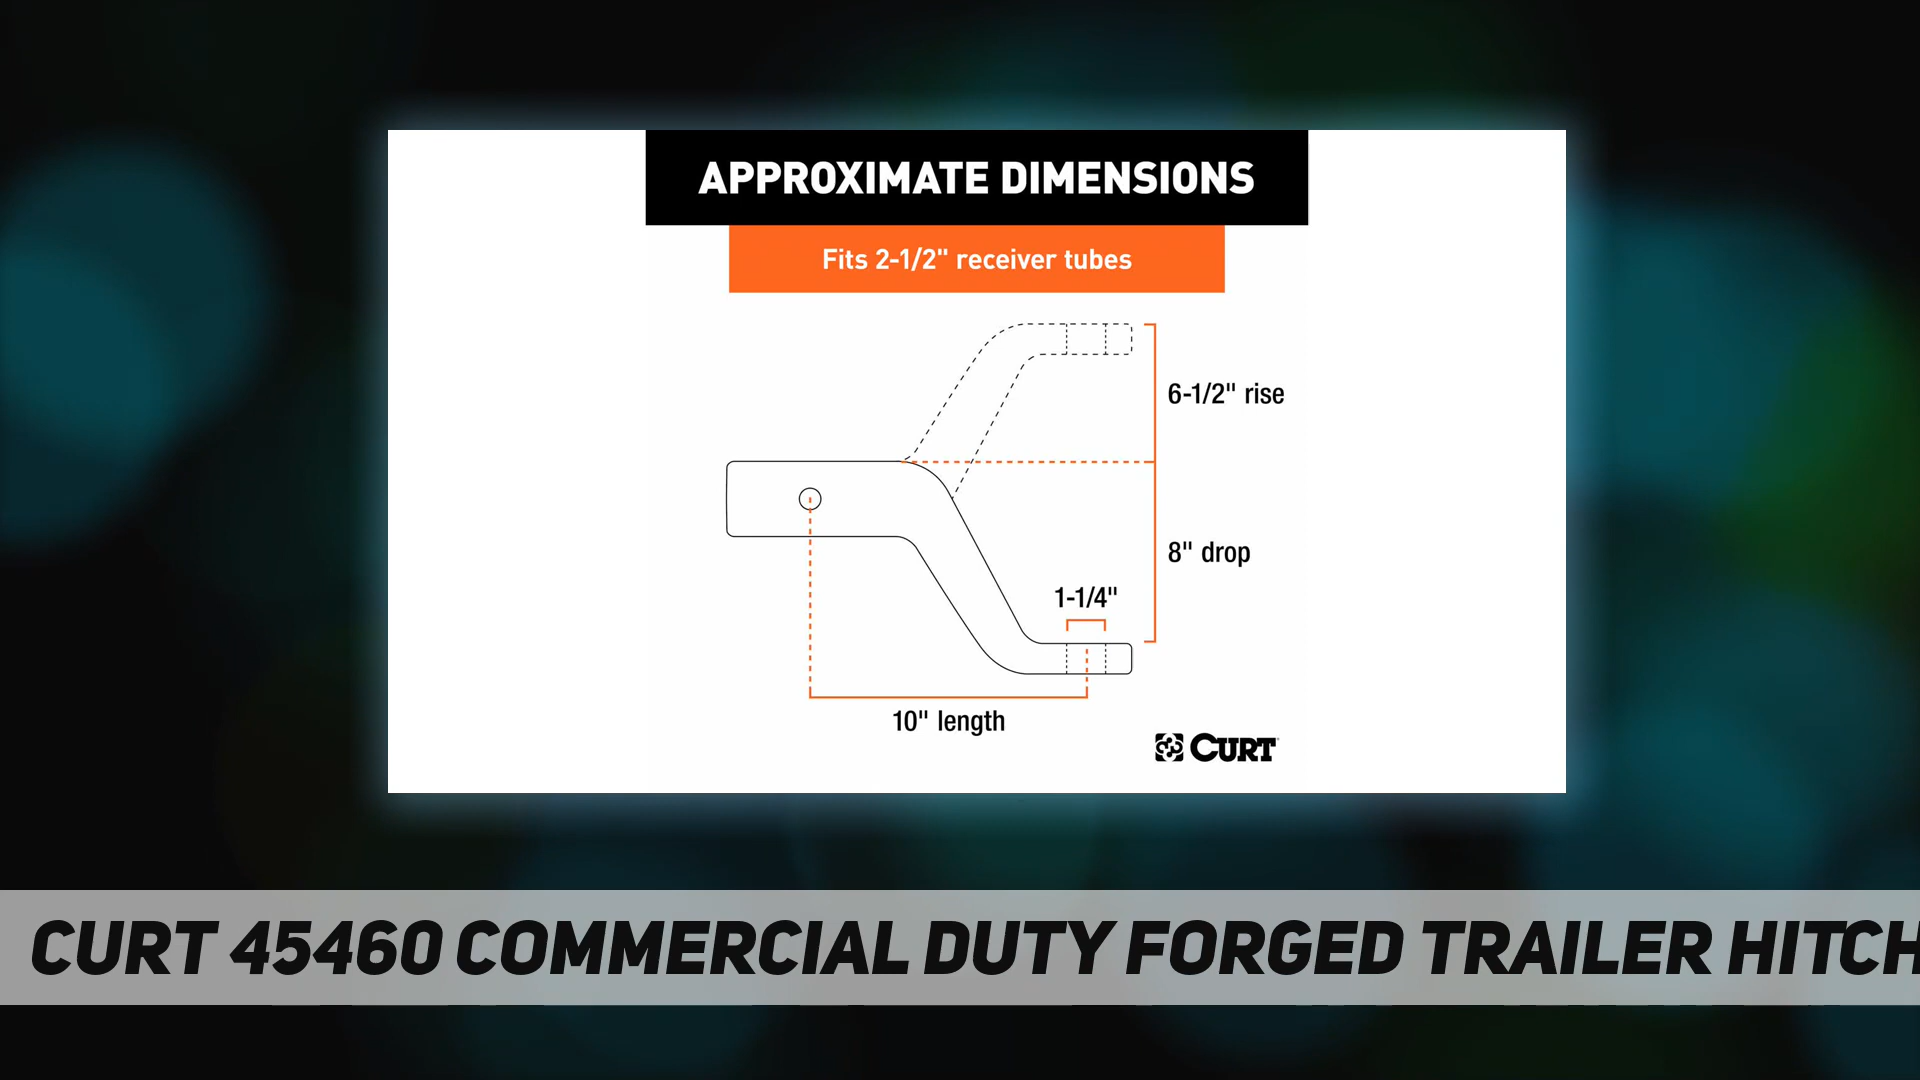 APPROXIMATE DIMENSIONS
Fits 2-1/2" receiver tubes
6-1/2" rise
8" drop
1-1/4"
10" length
CURT
CURT 45460 COMMERCIAL DUTY FORGED TRAILER HITCH